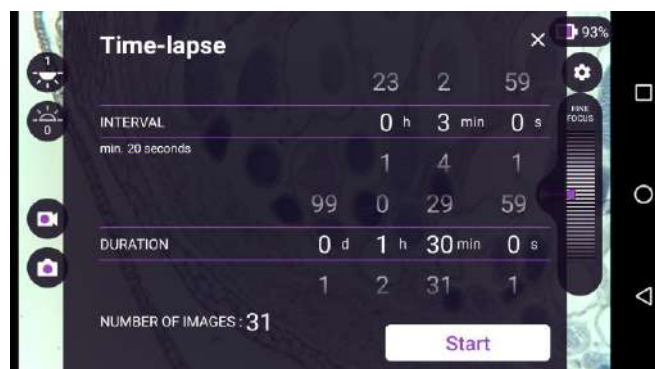 Time-lapse
×
93%
1
23 2 59
INTERVAL 0 h 3 min 0 s
FINE
FOCUS
0
min. 20 seconds
1 4 1
99 0 29 59
DURATION 0 d 1 h 30 min 0 s
1 2 31 1
NUMBER OF IMAGES : 31
Start